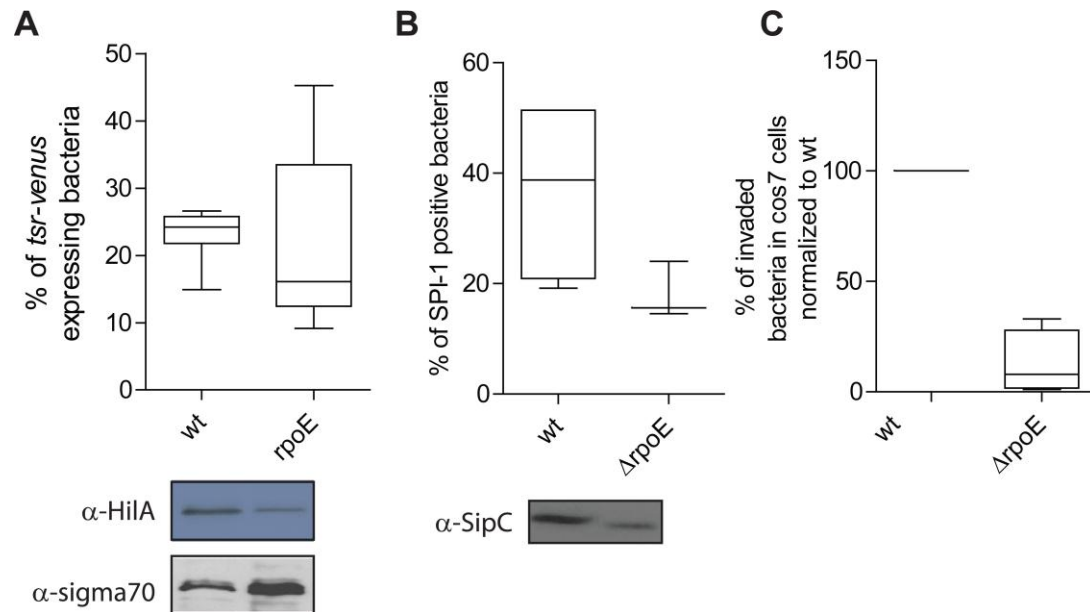 A
% of tsr-venus
expressing bacteria
50
40
30
20
10
0
wt
rpoE
α-HilA
α-sigma70
B
% of SPI-1 positive bacteria
60
40
20
0
wt
ΔrpoE
α-SipC
C
% of invaded
bacteria in cos7 cells
normalized to wt
150
100
50
0
wt
ΔrpoE